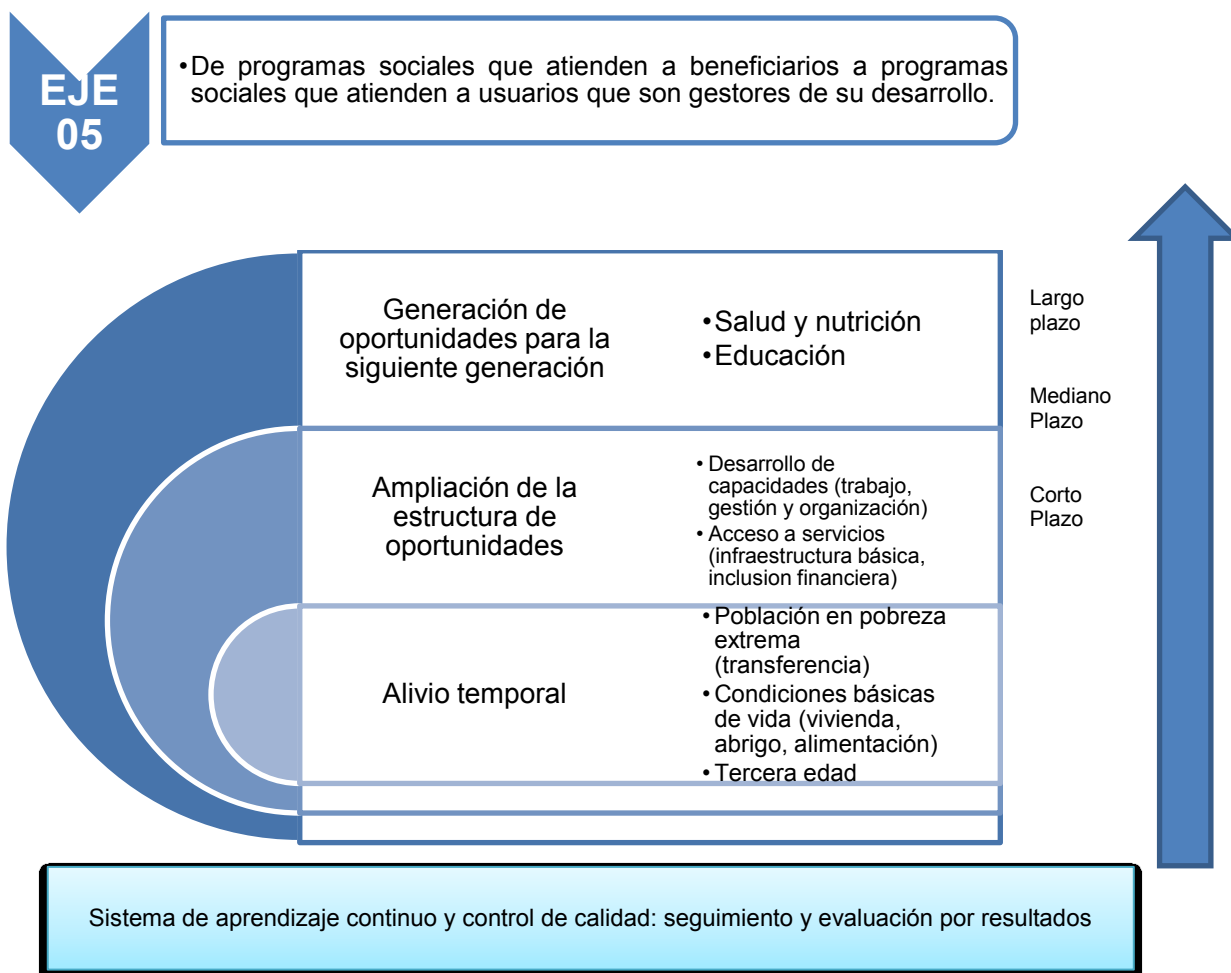 EJE
05
•De programas sociales que atienden a beneficiarios a programas
sociales que atienden a usuarios que son gestores de su desarrollo.
Generación de
oportunidades para la
siguiente generación
•Salud y nutrición
•Educación
Largo
plazo
Mediano
Plazo
Corto
Plazo
Ampliación de la
estructura de
oportunidades
• Desarrollo de
capacidades (trabajo,
gestión y organización)
• Acceso a servicios
(infraestructura básica,
inclusion financiera)
Alivio temporal
• Población en pobreza
extrema
(transferencia)
• Condiciones básicas
de vida (vivienda,
abrigo, alimentación)
• Tercera edad
Sistema de aprendizaje continuo y control de calidad: seguimiento y evaluación por resultados